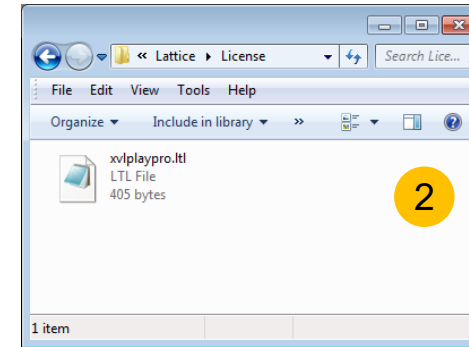 « Lattice ▸ License
Search Lice...
File Edit View Tools Help
Organize ▾ Include in library ▾ »
xvlplaypro.ltl
LTL File
405 bytes
2
1 item